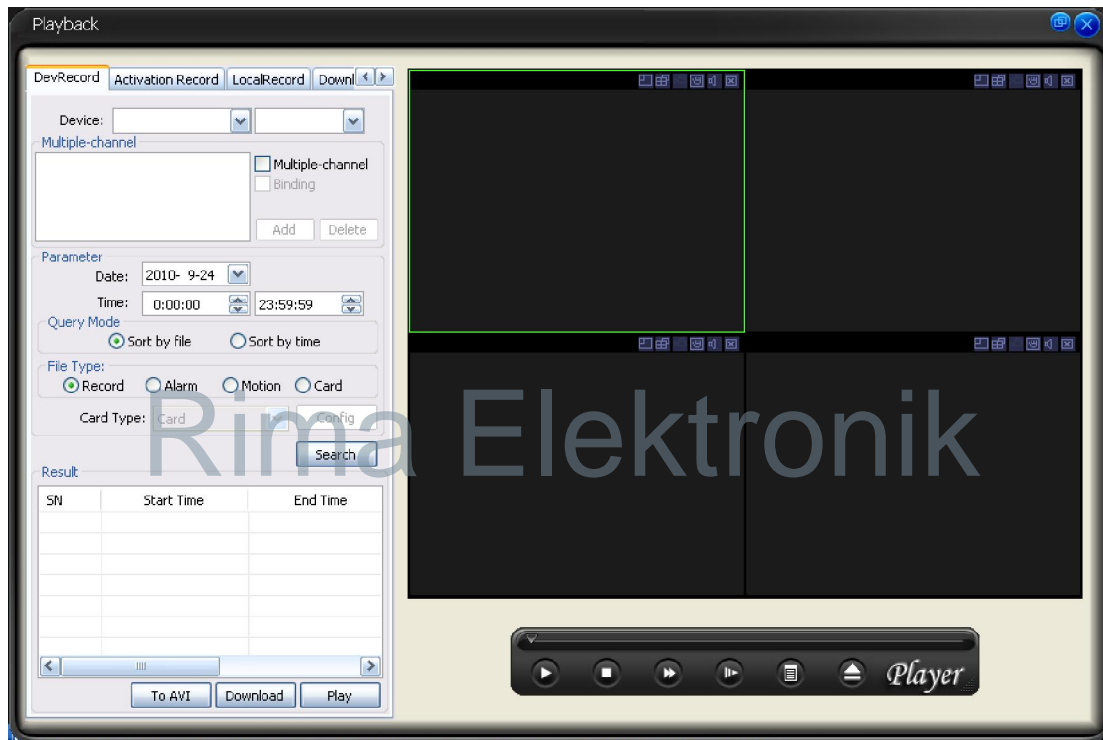 Playback
DevRecord Activation Record LocalRecord Downl
Device:
Multiple-channel
Multiple-channel
Binding
Add Delete
Parameter
Date: 2010- 9-24
Time: 0:00:00 23:59:59
Query Mode
Sort by file Sort by time
File Type:
Record Alarm Motion Card
Card Type: Card Config
Rima Elektronik
Search
Result
SN Start Time End Time
To AVI Download Play
Player